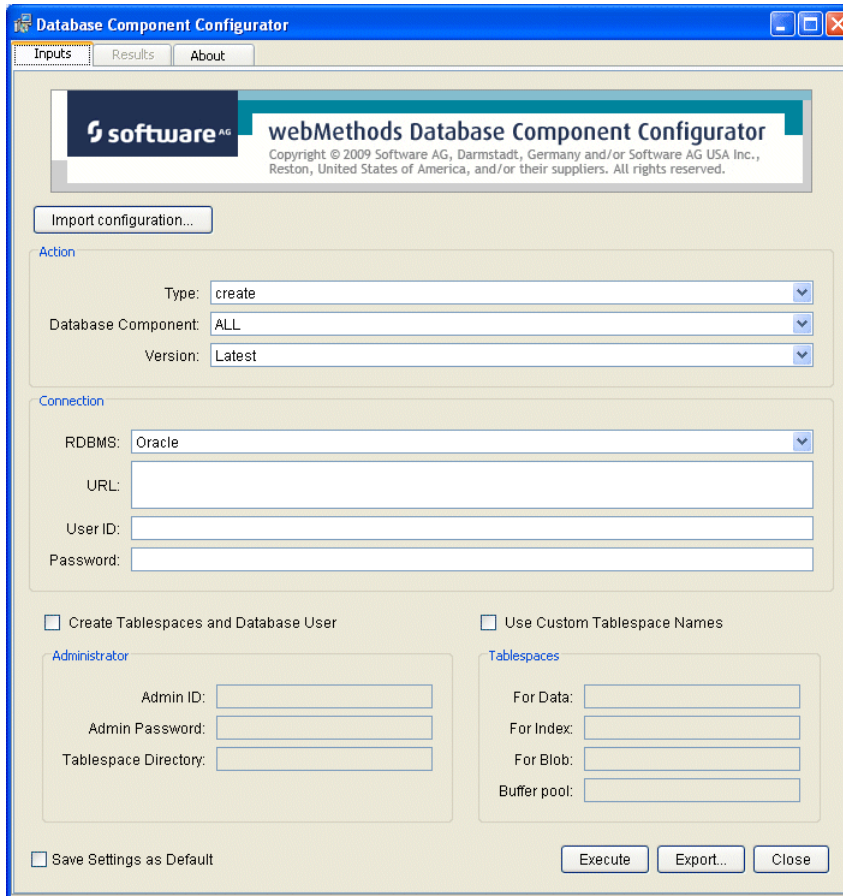 Database Component Configurator
Inputs Results About
software AG webMethods Database Component Configurator
Copyright © 2009 Software AG, Darmstadt, Germany and/or Software AG USA Inc.,
Reston, United States of America, and/or their suppliers. All rights reserved.
Import configuration...
Action
Type: create
Database Component: ALL
Version: Latest
Connection
RDBMS: Oracle
URL:
User ID:
Password:
Create Tablespaces and Database User
Use Custom Tablespace Names
Administrator
Admin ID:
Admin Password:
Tablespace Directory:
Tablespaces
For Data:
For Index:
For Blob:
Buffer pool:
Save Settings as Default
Execute Export... Close